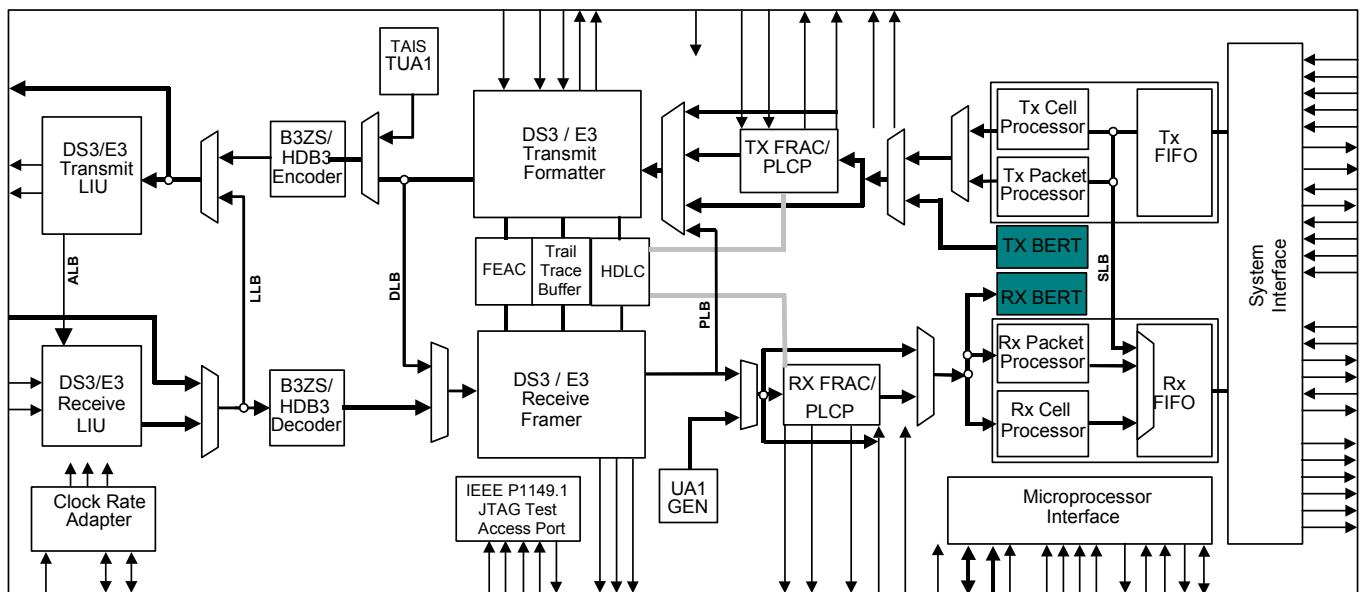 TAIS
TUA1
DS3/E3
Transmit
LIU
B3ZS/
HDB3
Encoder
DS3 / E3
Transmit
Formatter
TX FRAC/
PLCP
Tx Cell
Processor
Tx Packet
Processor
Tx
FIFO
TX BERT
RX BERT
System
Interface
ALB
LLB
DLB
FEAC
Trail
Trace
Buffer
HDLC
PLB
SLB
DS3/E3
Receive
LIU
B3ZS/
HDB3
Decoder
DS3 / E3
Receive
Framer
RX FRAC/
PLCP
Rx Packet
Processor
Rx Cell
Processor
Rx
FIFO
Clock Rate
Adapter
IEEE P1149.1
JTAG Test
Access Port
UA1
GEN
Microprocessor
Interface